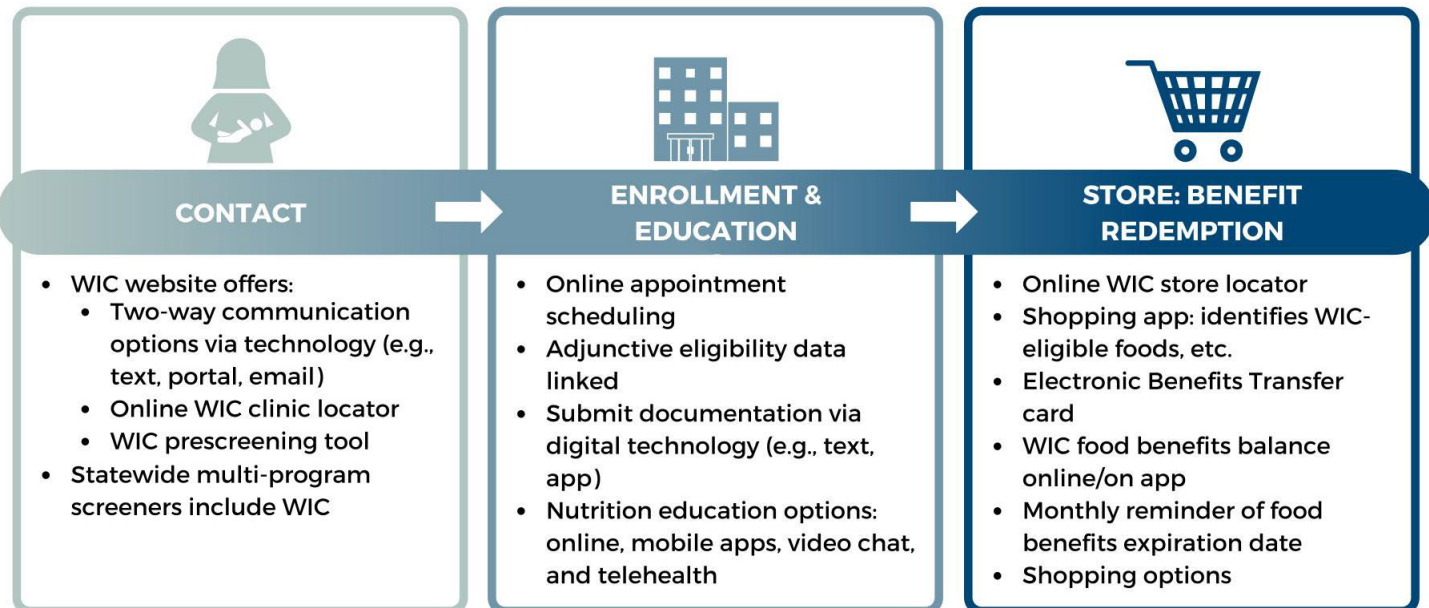 CONTACT
• WIC website offers:
• Two-way communication
options via technology (e.g.,
text, portal, email)
• Online WIC clinic locator
• WIC prescreening tool
• Statewide multi-program
screeners include WIC
ENROLLMENT &
EDUCATION
• Online appointment
scheduling
• Adjunctive eligibility data
linked
• Submit documentation via
digital technology (e.g., text,
app)
• Nutrition education options:
online, mobile apps, video chat,
and telehealth
STORE: BENEFIT
REDEMPTION
• Online WIC store locator
• Shopping app: identifies WIC-
eligible foods, etc.
• Electronic Benefits Transfer
card
• WIC food benefits balance
online/on app
• Monthly reminder of food
benefits expiration date
• Shopping options